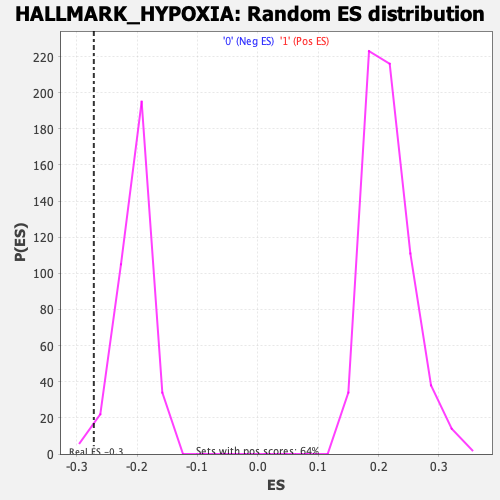 HALLMARK_HYPOXIA: Random ES distribution
'0' (Neg ES) '1' (Pos ES)
P(ES)
220
200
180
160
140
120
100
80
60
40
20
0
Real ES -0.3
Sets with pos scores: 64%
-0.3 -0.2 -0.1 0.0 0.1 0.2 0.3
ES